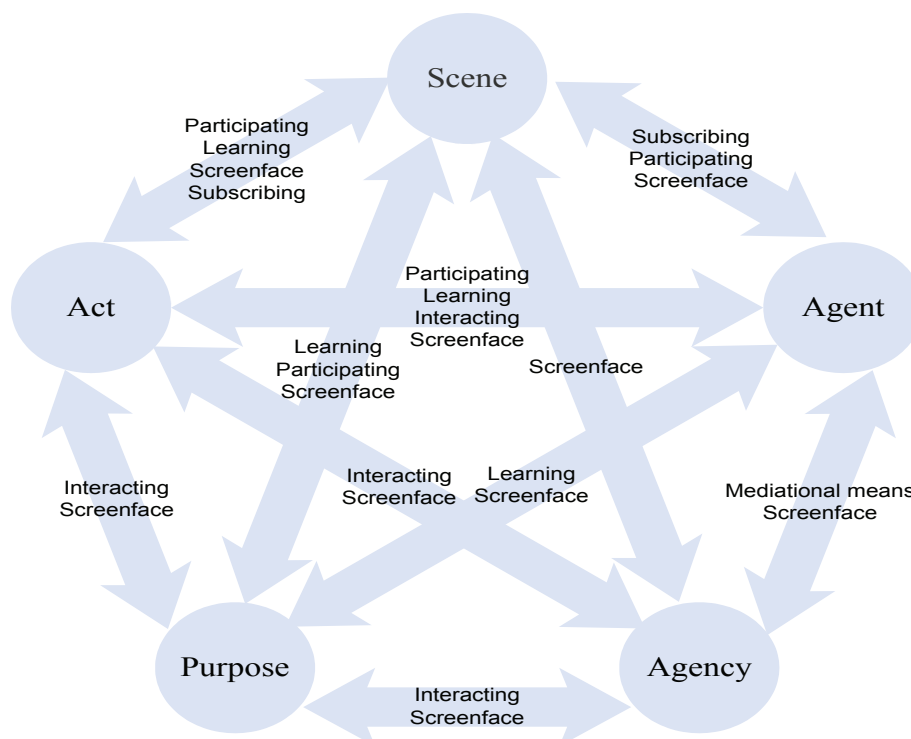 Scene
Participating
Learning
Screenface
Subscribing
Subscribing
Participating
Screenface
Act
Participating
Learning
Interacting
Screenface
Agent
Learning
Participating
Screenface
Screenface
Interacting
Screenface
Interacting
Screenface
Learning
Screenface
Mediational means
Screenface
Purpose
Interacting
Screenface
Agency